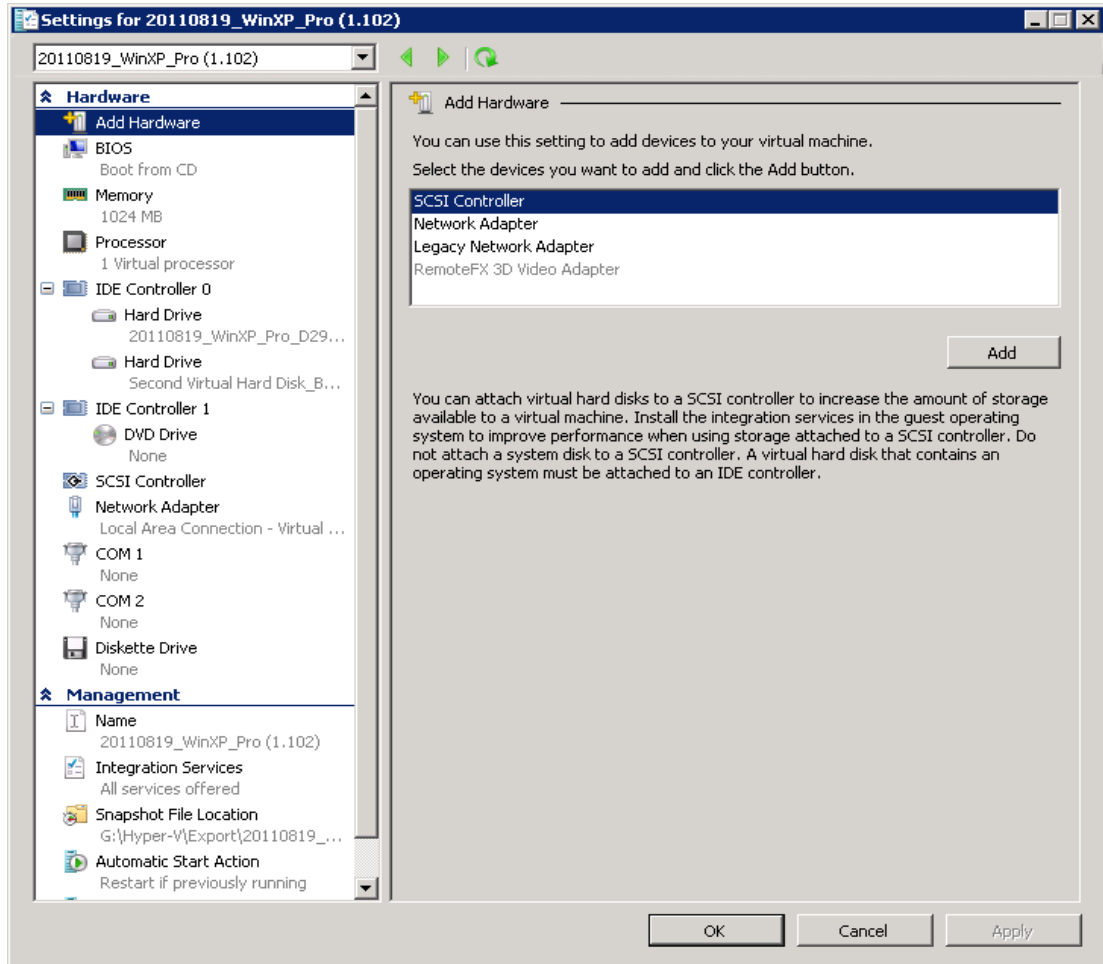 Settings for 20110819_WinXP_Pro (1.102)
20110819_WinXP_Pro (1.102)
Hardware
Add Hardware
BIOS
Boot from CD
Memory
1024 MB
Processor
1 Virtual processor
IDE Controller 0
Hard Drive
20110819_WinXP_Pro_D29...
Hard Drive
Second Virtual Hard Disk_B...
IDE Controller 1
DVD Drive
None
SCSI Controller
Network Adapter
Local Area Connection - Virtual ...
COM 1
None
COM 2
None
Diskette Drive
None
Management
Name
20110819_WinXP_Pro (1.102)
Integration Services
All services offered
Snapshot File Location
G:\Hyper-V\Export\20110819_...
Automatic Start Action
Restart if previously running
Add Hardware
You can use this setting to add devices to your virtual machine.
Select the devices you want to add and click the Add button.
SCSI Controller
Network Adapter
Legacy Network Adapter
RemoteFX 3D Video Adapter
Add
You can attach virtual hard disks to a SCSI controller to increase the amount of storage
available to a virtual machine. Install the integration services in the guest operating
system to improve performance when using storage attached to a SCSI controller. Do
not attach a system disk to a SCSI controller. A virtual hard disk that contains an
operating system must be attached to an IDE controller.
OK
Cancel
Apply